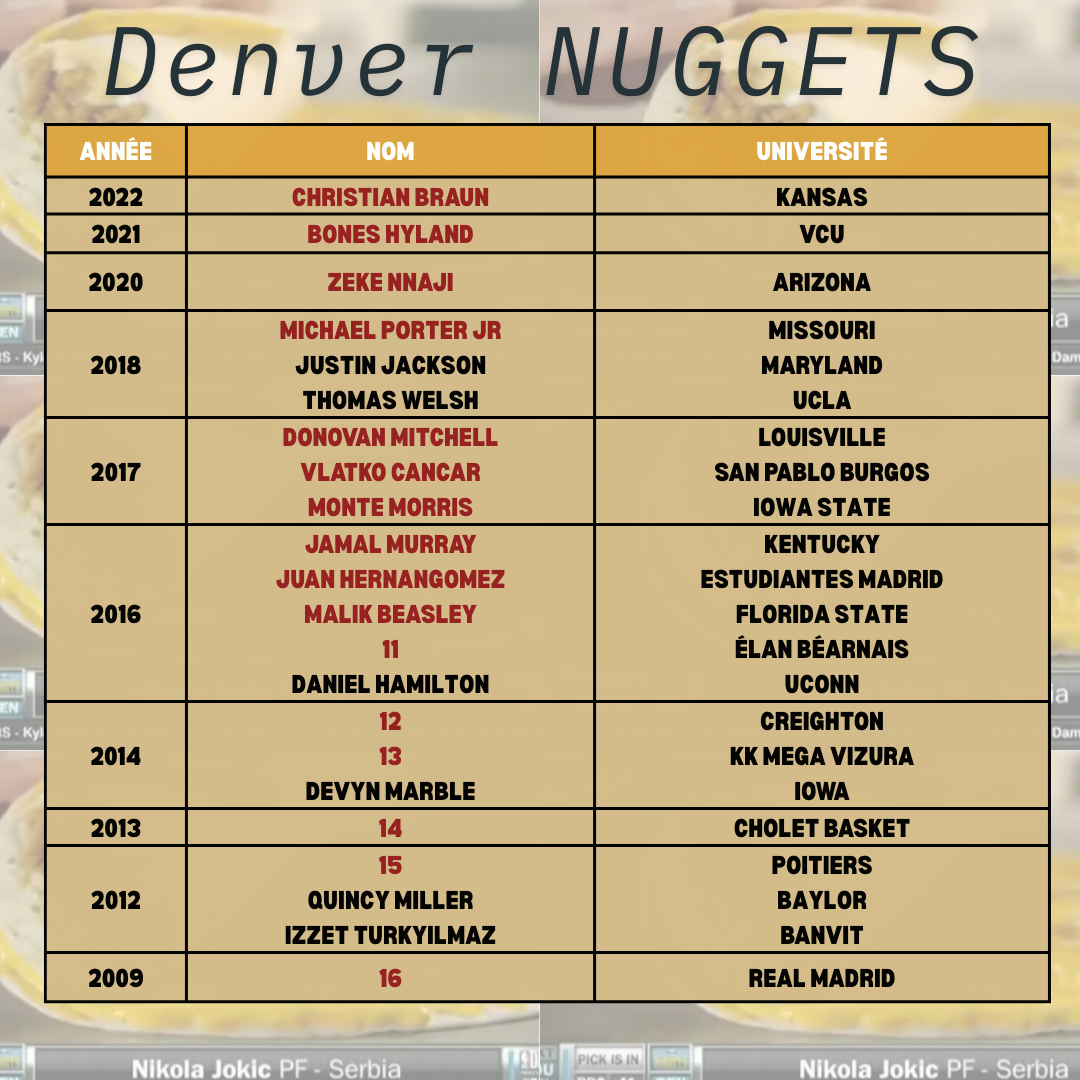 Denver NUGGETS
ANNÉE NOM UNIVERSITÉ
2022 CHRISTIAN BRAUN KANSAS
2021 BONES HYLAND VCU
2020 ZEKE NNAJI ARIZONA
MICHAEL PORTER JR MISSOURI
2018 JUSTIN JACKSON MARYLAND
THOMAS WELSH UCLA
DONOVAN MITCHELL LOUISVILLE
2017 VLATKO CANCAR SAN PABLO BURGOS
MONTE MORRIS IOWA STATE
JAMAL MURRAY KENTUCKY
JUAN HERNANGOMEZ ESTUDIANTES MADRID
2016 MALIK BEASLEY FLORIDA STATE
11 ÉLAN BÉARNAIS
DANIEL HAMILTON UCONN
12 CREIGHTON
2014 13 KK MEGA VIZURA
DEVYN MARBLE IOWA
2013 14 CHOLET BASKET
15 POITIERS
2012 QUINCY MILLER BAYLOR
IZZET TURKYILMAZ BANVIT
2009 16 REAL MADRID
PICK IS IN
Nikola Jokic PF - Serbia Nikola Jokic PF - Serbia